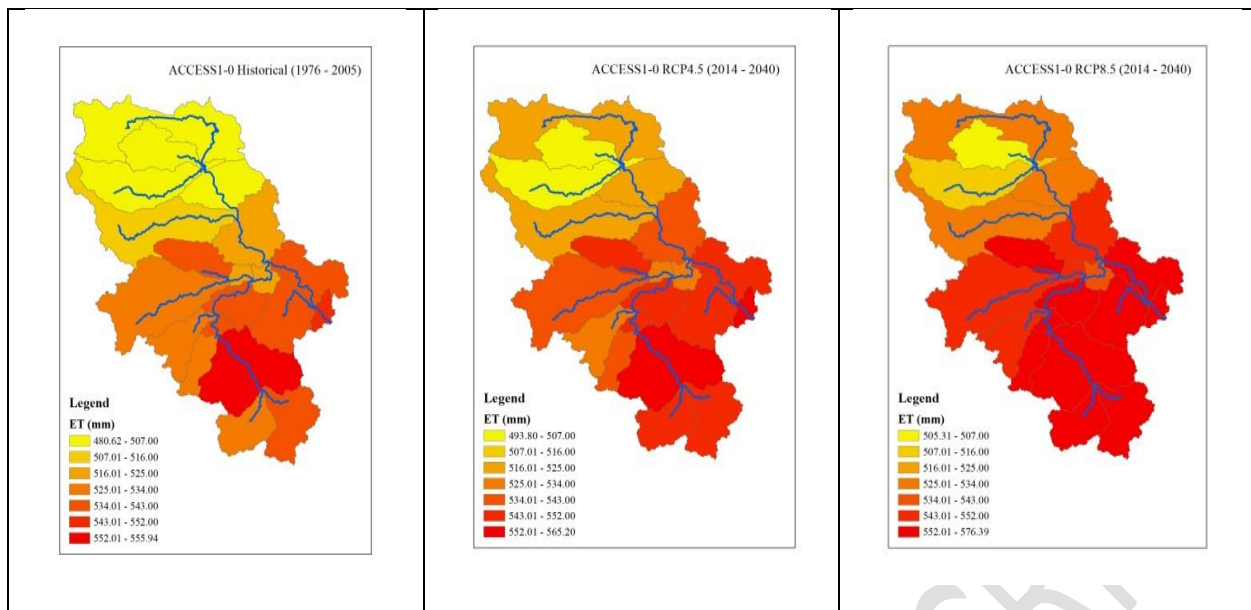 ACCESS1-0 Historical (1976 - 2005)
Legend
ET (mm)
480.62 - 507.00
507.01 - 516.00
516.01 - 525.00
525.01 - 534.00
534.01 - 543.00
543.01 - 552.00
552.01 - 555.94
ACCESS1-0 RCP4.5 (2014 - 2040)
Legend
ET (mm)
493.80 - 507.00
507.01 - 516.00
516.01 - 525.00
525.01 - 534.00
534.01 - 543.00
543.01 - 552.00
552.01 - 565.20
ACCESS1-0 RCP8.5 (2014 - 2040)
Legend
ET (mm)
505.31 - 507.00
507.01 - 516.00
516.01 - 525.00
525.01 - 534.00
534.01 - 543.00
543.01 - 552.00
552.01 - 576.39